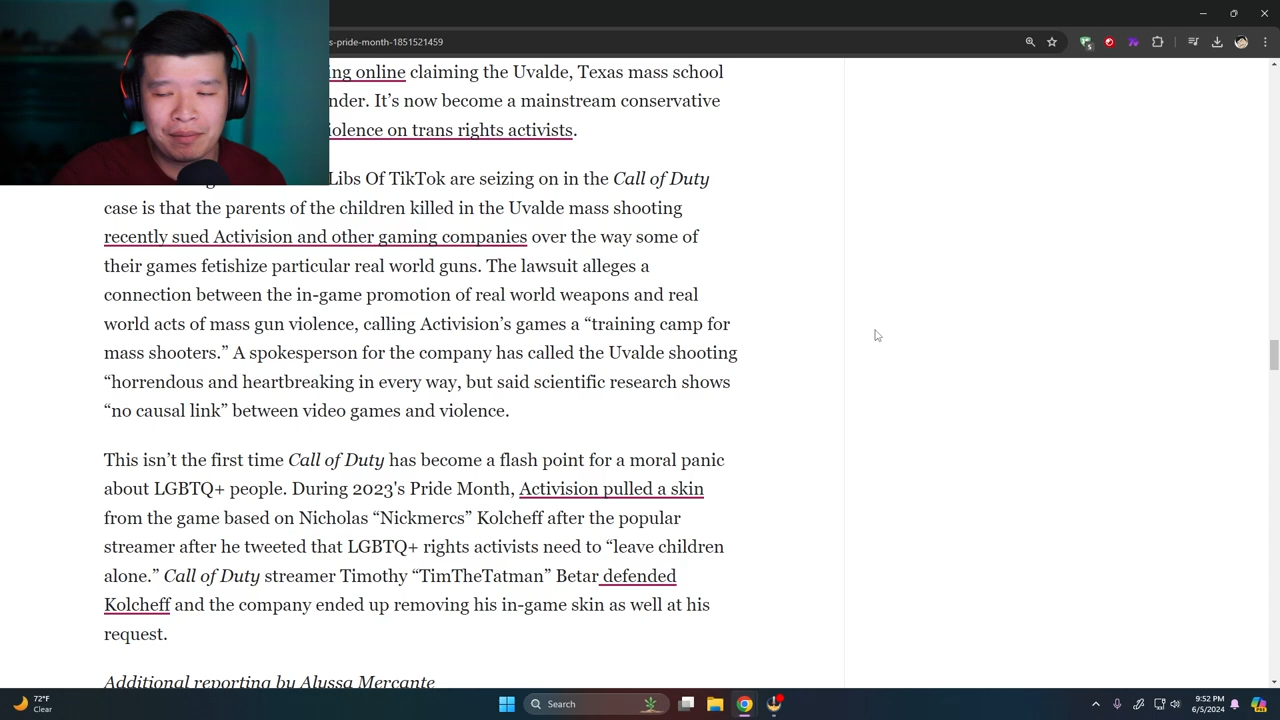 s-pride-month-1851521459
ing online claiming the Uvalde, Texas mass school
nder. It’s now become a mainstream conservative
iolence on trans rights activists.
Libs Of TikTok are seizing on in the Call of Duty
case is that the parents of the children killed in the Uvalde mass shooting
recently sued Activision and other gaming companies over the way some of
their games fetishize particular real world guns. The lawsuit alleges a
connection between the in-game promotion of real world weapons and real
world acts of mass gun violence, calling Activision’s games a “training camp for
mass shooters.” A spokesperson for the company has called the Uvalde shooting
“horrendous and heartbreaking in every way, but said scientific research shows
“no causal link” between video games and violence.
This isn’t the first time Call of Duty has become a flash point for a moral panic
about LGBTQ+ people. During 2023's Pride Month, Activision pulled a skin
from the game based on Nicholas “Nickmercs” Kolcheff after the popular
streamer after he tweeted that LGBTQ+ rights activists need to “leave children
alone.” Call of Duty streamer Timothy “TimTheTatman” Betar defended
Kolcheff and the company ended up removing his in-game skin as well at his
request.
Additional reporting by Alyssa Mercante
72°F
Clear
Search
9:52 PM
6/5/2024